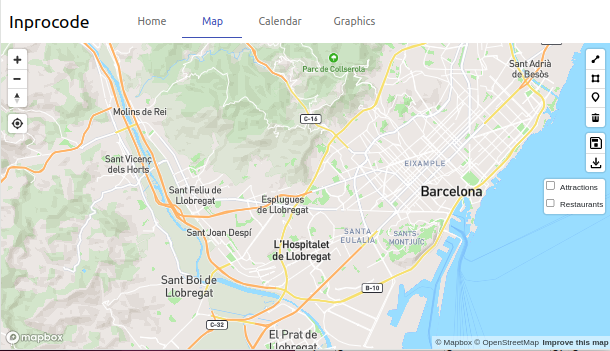 Inprocode
Home
Map
Calendar
Graphics
Sant Adrià
de Besòs
Parc de Collserola
Molins de Rei
C-16
Sant Vicenç
dels Horts
EIXAMPLE
Sant Feliu de
Llobregat
Barcelona
Attractions
Restaurants
Esplugues
de Llobregat
Sant Joan Despí
SANTA
EULALIA
SANTS-
MONTJUÏC
L'Hospitalet
de Llobregat
Sant Boi de
Llobregat
B-10
C-32
El Prat de
Llobregat
mapbox
© Mapbox © OpenStreetMap Improve this map